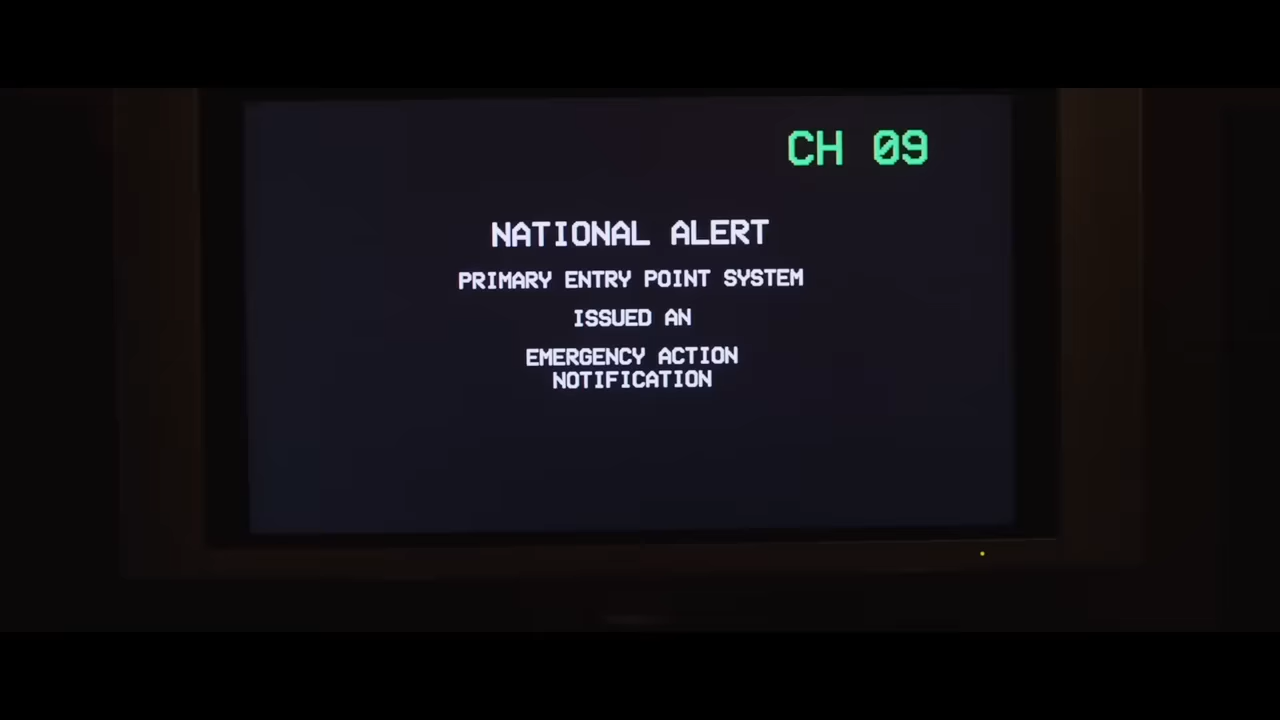 CH 09
NATIONAL ALERT
PRIMARY ENTRY POINT SYSTEM
ISSUED AN
EMERGENCY ACTION
NOTIFICATION